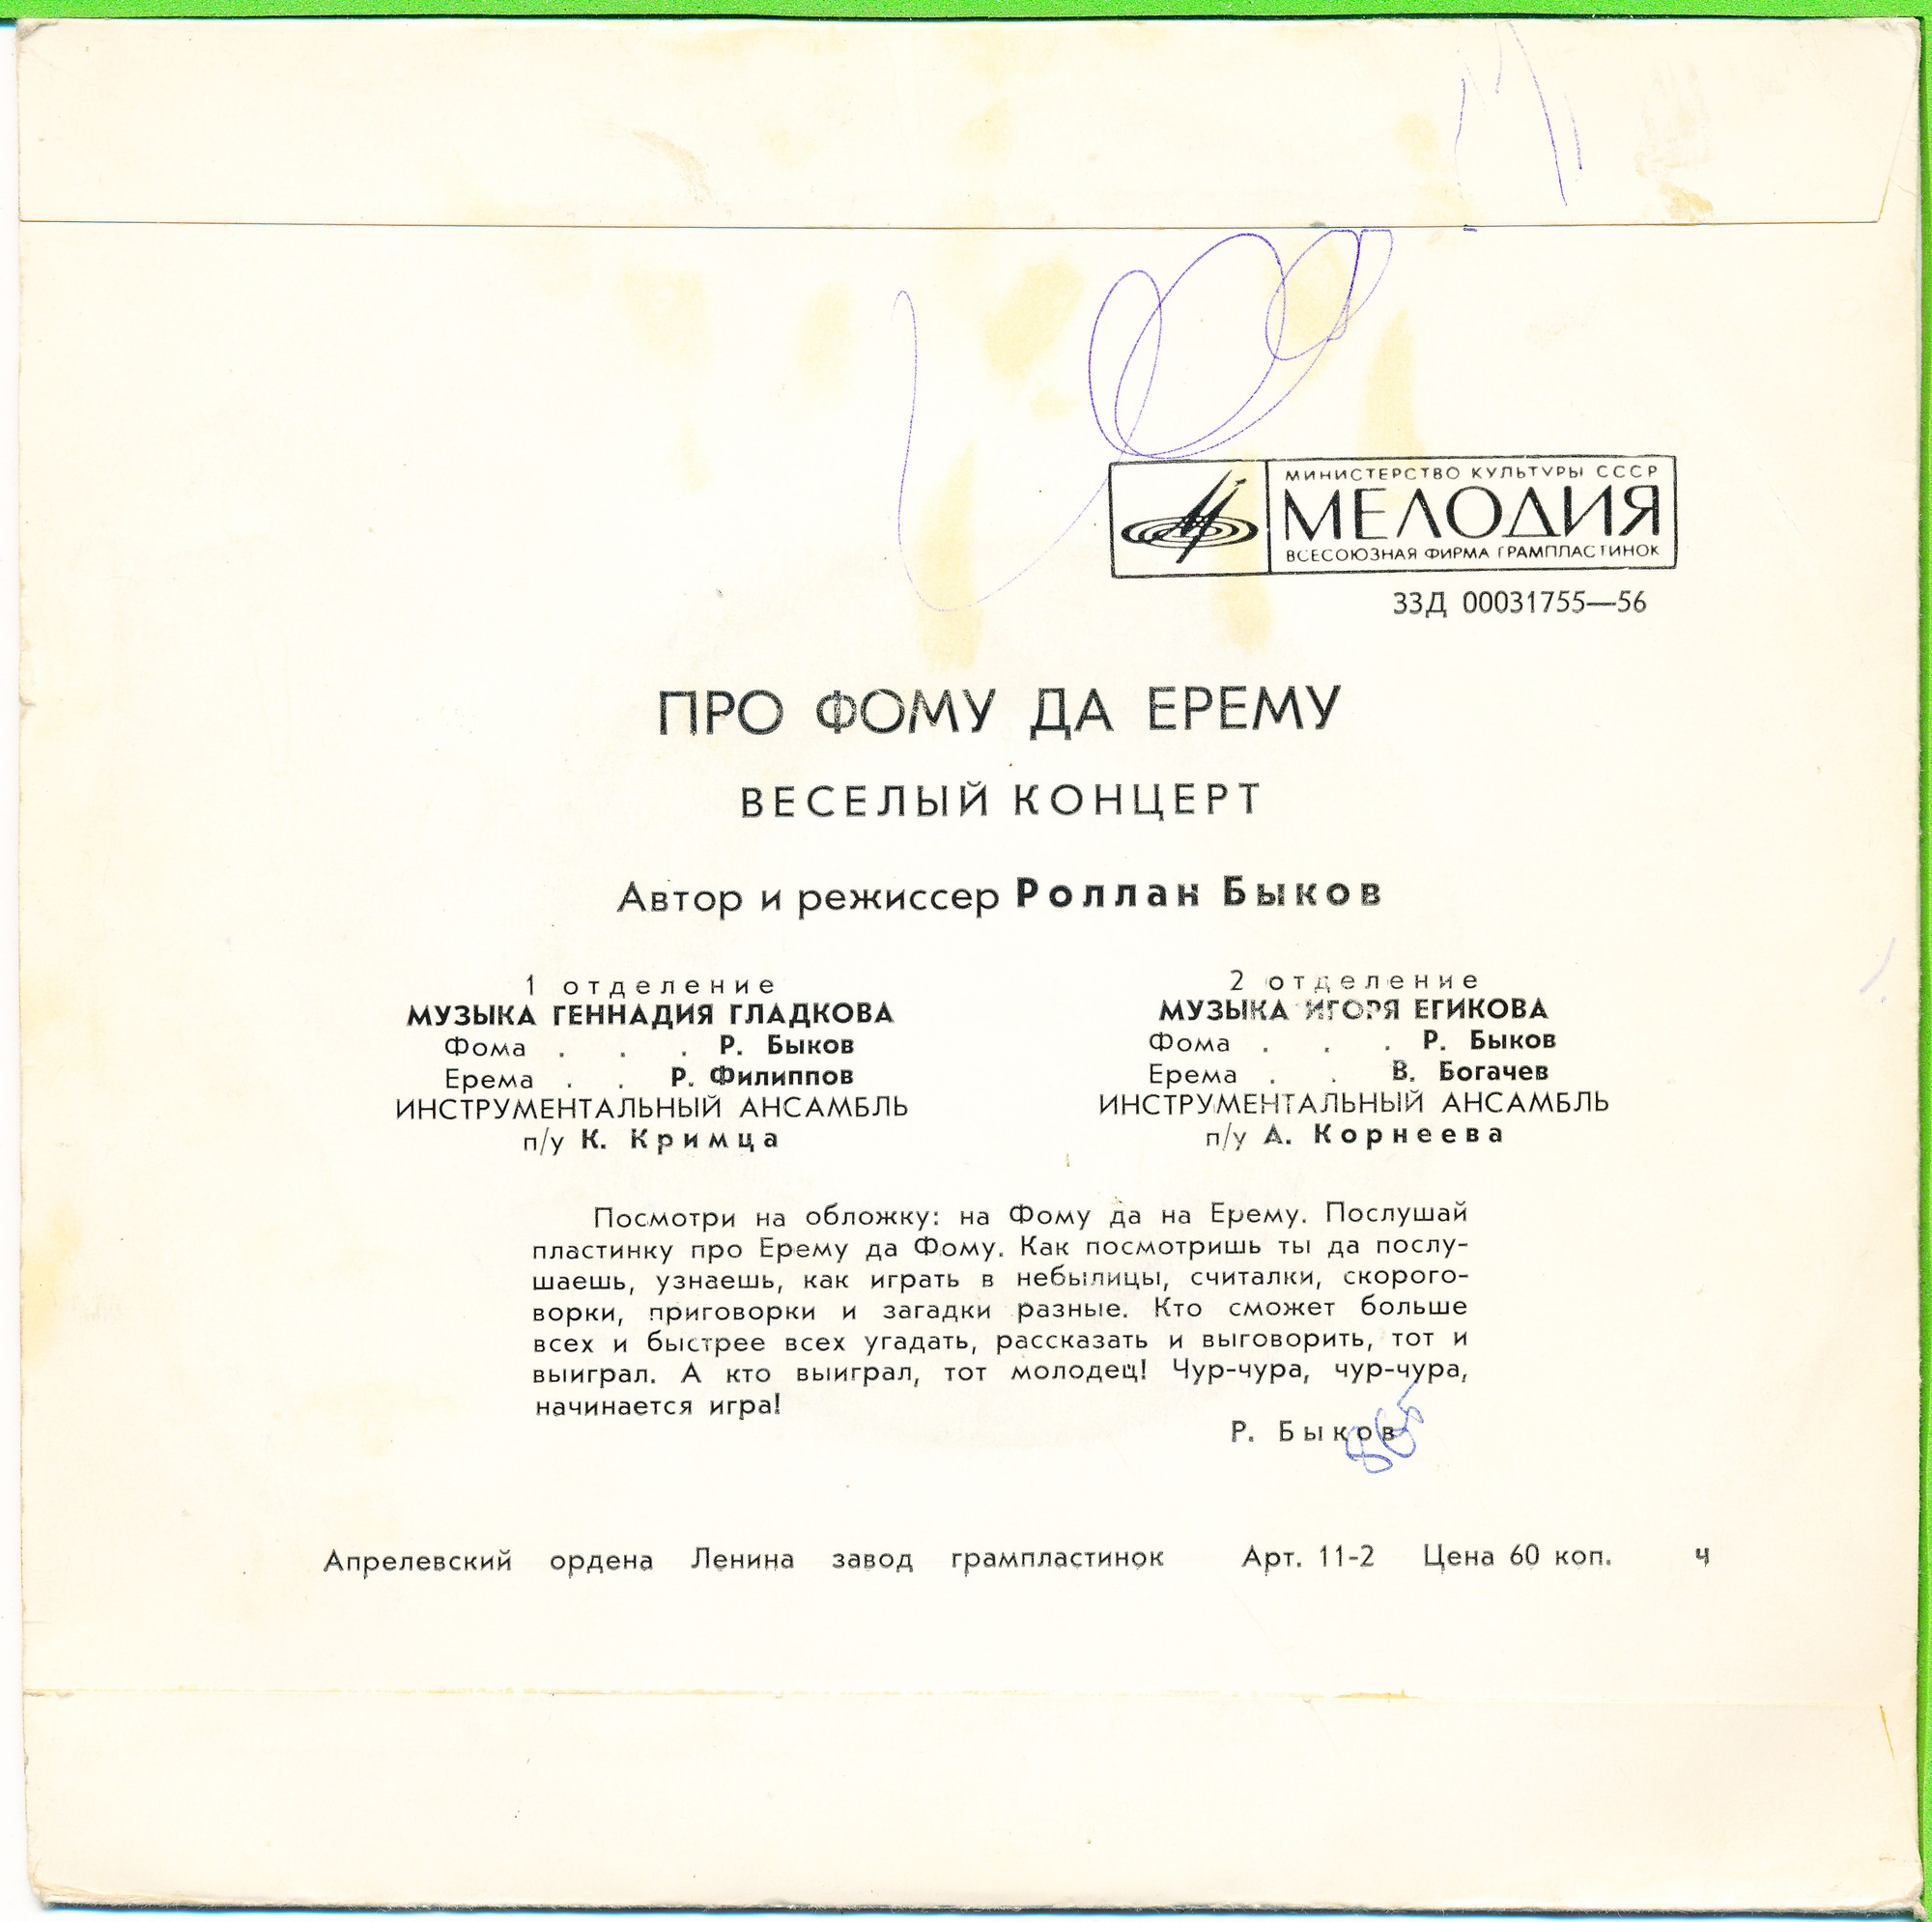 МИНИСТЕРСТВО КУЛЬТУРЫ СССР
МЕЛОДИЯ
ВСЕСОЮЗНАЯ ФИРМА ГРАМПЛАСТИНОК
33Д 00031755—56
ПРО ФОМУ ДА ЕРЕМУ
ВЕСЕЛЫЙ КОНЦЕРТ
Автор и режиссер Роллан Быков
1 отделение
МУЗЫКА ГЕННАДИЯ ГЛАДКОВА
Фома . . . Р. Быков
Ерема . . Р. Филиппов
ИНСТРУМЕНТАЛЬНЫЙ АНСАМБЛЬ
п/у К. Кримца
2 отделение
МУЗЫКА ИГОРЯ ЕГИКОВА
Фома . . . Р. Быков
Ерема . . В. Богачев
ИНСТРУМЕНТАЛЬНЫЙ АНСАМБЛЬ
п/у А. Корнеева
Посмотри на обложку: на Фому да на Ерему. Послушай
пластинку про Ерему да Фому. Как посмотришь ты да послу-
шаешь, узнаешь, как играть в небылицы, считалки, скорого-
ворки, приговорки и загадки разные. Кто сможет больше
всех и быстрее всех угадать, рассказать и выговорить, тот и
выиграл. А кто выиграл, тот молодец! Чур-чура, чур-чура,
начинается игра!
Р. Быков
Апрелевский ордена Ленина завод грампластинок Арт. 11-2 Цена 60 коп. ч